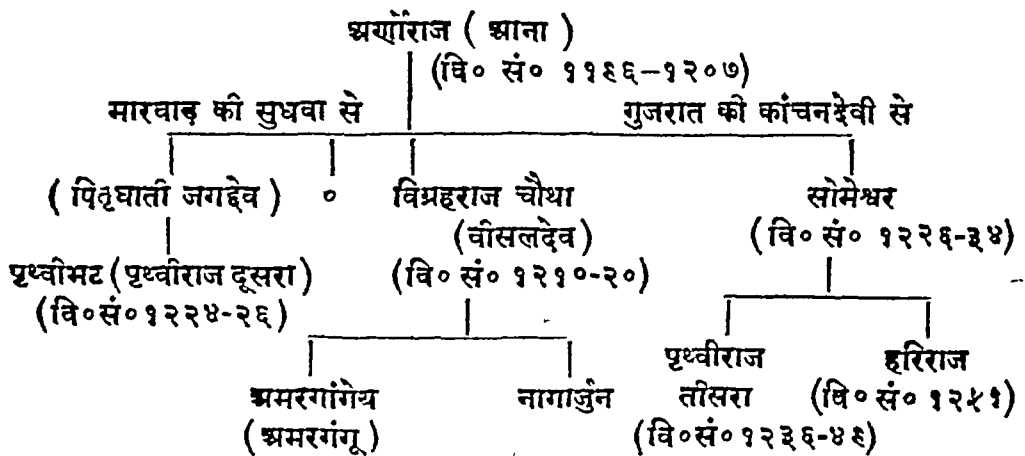 अर्णोराज ( आना )
(वि० सं० ११९६–१२०७)
मारवाड़ की सुधवा से गुजरात की कांचनदेवी से
( पितृघाती जगद्देव ) ० विग्रहराज चौथा सोमेश्वर
(वीसलदेव) (वि० सं० १२२६-३४)
पृथ्वीभट (पृथ्वीराज दूसरा) (वि० सं० १२१०-२०)
(वि०सं०१२२४-२६)
पृथ्वीराज हरिराज
अमरगांगेय नागार्जुन तीसरा (वि० सं० १२५१)
(अमरगंगू) (वि०सं०१२३६-४९)